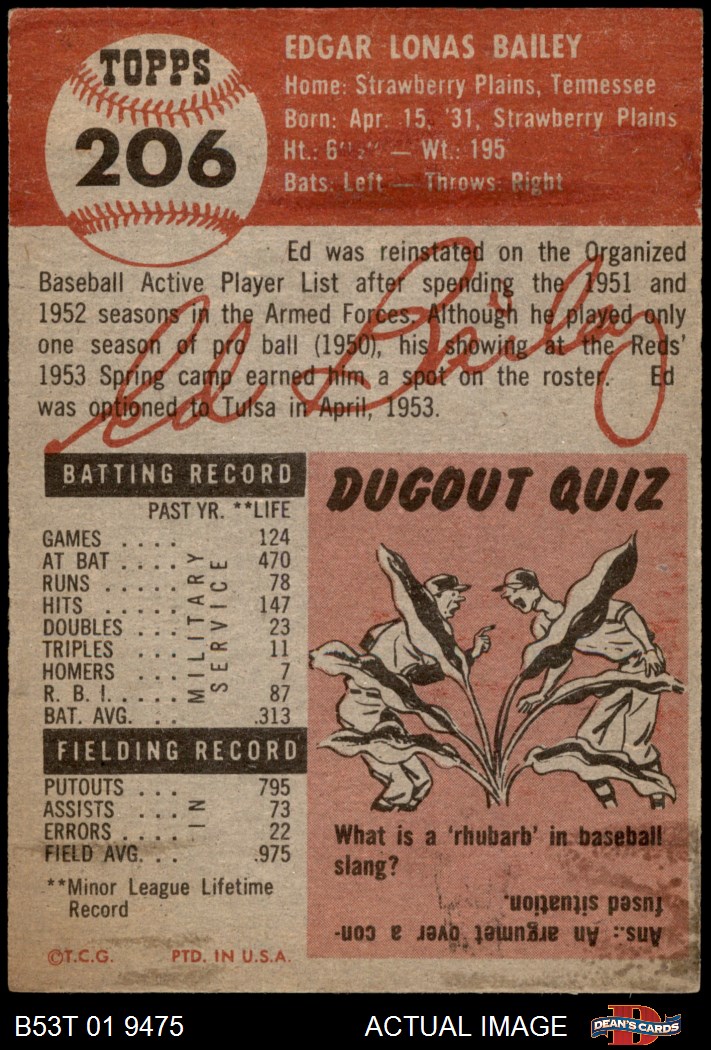 TOPPS
206
EDGAR LONAS BAILEY
Home: Strawberry Plains, Tennessee
Born: Apr. 15, '31, Strawberry Plains
Ht.: 6'½" — Wt.: 195
Bats: Left — Throws: Right
Ed was reinstated on the Organized
Baseball Active Player List after spending the 1951 and
1952 seasons in the Armed Forces. Although he played only
one season of pro ball (1950), his showing at the Reds'
1953 Spring camp earned him a spot on the roster. Ed
was optioned to Tulsa in April, 1953.
Ed Bailey
BATTING RECORD
PAST YR. **LIFE
GAMES . . . . 124
AT BAT . . . . 470
RUNS . . . . 78
HITS . . . . 147
DOUBLES . . . 23
TRIPLES . . . 11
HOMERS . . . 7
R. B. I. . . . . 87
BAT. AVG. . . .313
MILITARY
SERVICE
FIELDING RECORD
PUTOUTS . . . 795
ASSISTS . . . 73
ERRORS . . . . 22
FIELD AVG. . . .975
IN
**Minor League Lifetime
Record
©T.C.G. PTD. IN U.S.A.
DUGOUT QUIZ
What is a 'rhubarb' in baseball
slang?
Ans.: An argumet over a con-
fused situation.
B53T 01 9475
ACTUAL IMAGE
DEAN'S CARDS